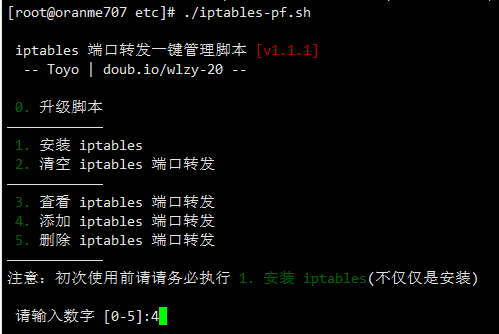 [root@oranme707 etc]# ./iptables-pf.sh
iptables 端口转发一键管理脚本 [v1.1.1]
-- Toyo | doub.io/wlzy-20 --
0. 升级脚本
————————————
1. 安装 iptables
2. 清空 iptables 端口转发
————————————
3. 查看 iptables 端口转发
4. 添加 iptables 端口转发
5. 删除 iptables 端口转发
————————————
注意：初次使用前请请务必执行 1. 安装 iptables(不仅仅是安装)
请输入数字 [0-5]:4